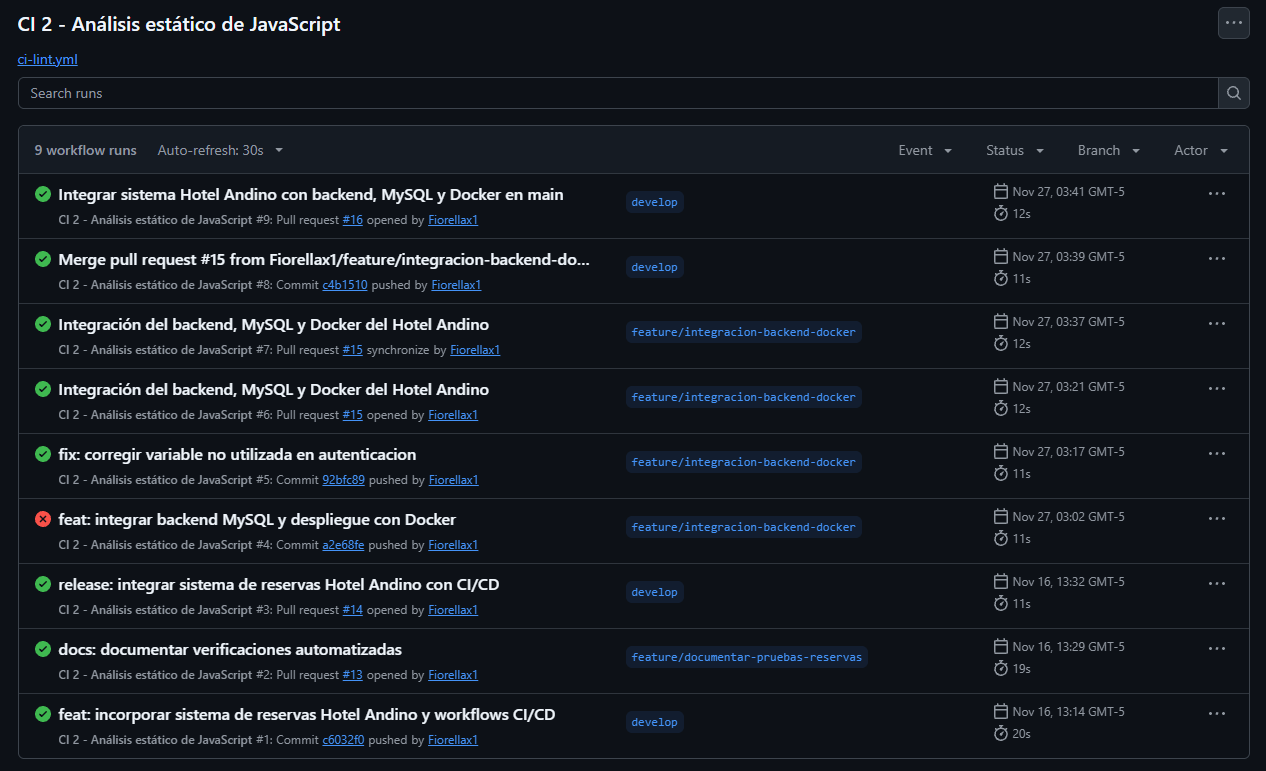 CI 2 - Análisis estático de JavaScript
ci-lint.yml
Search runs
9 workflow runs Auto-refresh: 30s Event Status Branch Actor
Integrar sistema Hotel Andino con backend, MySQL y Docker en main develop Nov 27, 03:41 GMT-5
CI 2 - Análisis estático de JavaScript #9: Pull request #16 opened by Fiorellax1 12s
Merge pull request #15 from Fiorellax1/feature/integracion-backend-do... develop Nov 27, 03:39 GMT-5
CI 2 - Análisis estático de JavaScript #8: Commit c4b1510 pushed by Fiorellax1 11s
Integración del backend, MySQL y Docker del Hotel Andino feature/integracion-backend-docker Nov 27, 03:37 GMT-5
CI 2 - Análisis estático de JavaScript #7: Pull request #15 synchronize by Fiorellax1 12s
Integración del backend, MySQL y Docker del Hotel Andino feature/integracion-backend-docker Nov 27, 03:21 GMT-5
CI 2 - Análisis estático de JavaScript #6: Pull request #15 opened by Fiorellax1 12s
fix: corregir variable no utilizada en autenticacion feature/integracion-backend-docker Nov 27, 03:17 GMT-5
CI 2 - Análisis estático de JavaScript #5: Commit 92bfc89 pushed by Fiorellax1 11s
feat: integrar backend MySQL y despliegue con Docker feature/integracion-backend-docker Nov 27, 03:02 GMT-5
CI 2 - Análisis estático de JavaScript #4: Commit a2e68fe pushed by Fiorellax1 11s
release: integrar sistema de reservas Hotel Andino con CI/CD develop Nov 16, 13:32 GMT-5
CI 2 - Análisis estático de JavaScript #3: Pull request #14 opened by Fiorellax1 11s
docs: documentar verificaciones automatizadas feature/documentar-pruebas-reservas Nov 16, 13:29 GMT-5
CI 2 - Análisis estático de JavaScript #2: Pull request #13 opened by Fiorellax1 19s
feat: incorporar sistema de reservas Hotel Andino y workflows CI/CD develop Nov 16, 13:14 GMT-5
CI 2 - Análisis estático de JavaScript #1: Commit c6032f0 pushed by Fiorellax1 20s